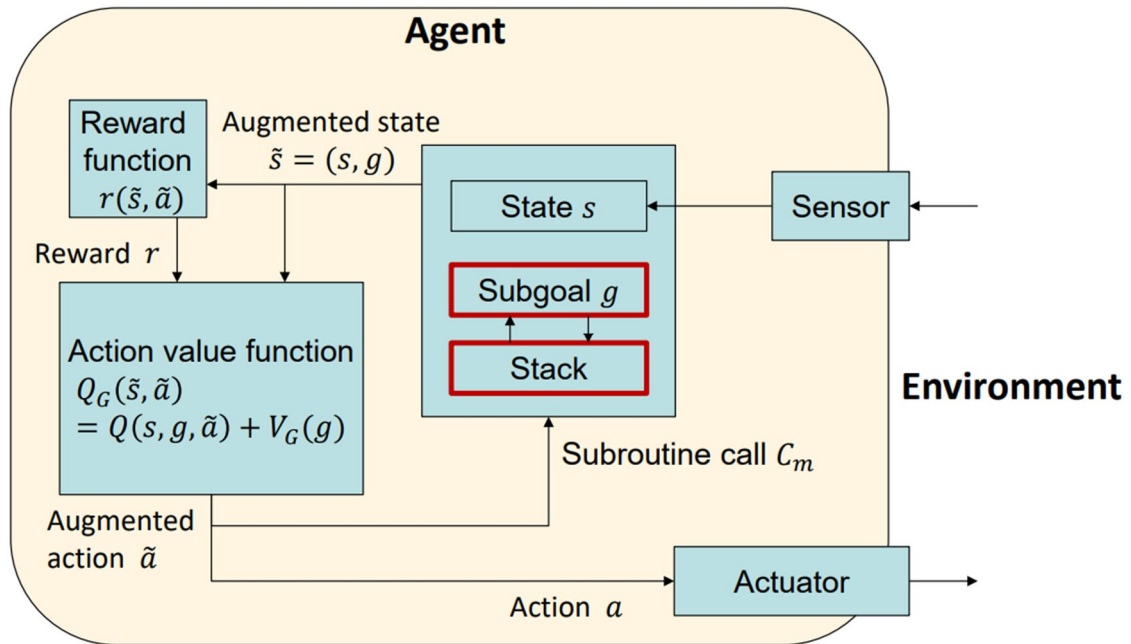 Agent
Reward
function
r(s̃, ã)
Augmented state
s̃ = (s, g)
State s
Sensor
Reward r
Subgoal g
Stack
Action value function
Q_G(s̃, ã)
= Q(s, g, ã) + V_G(g)
Environment
Subroutine call C_m
Augmented
action ã
Actuator
Action a